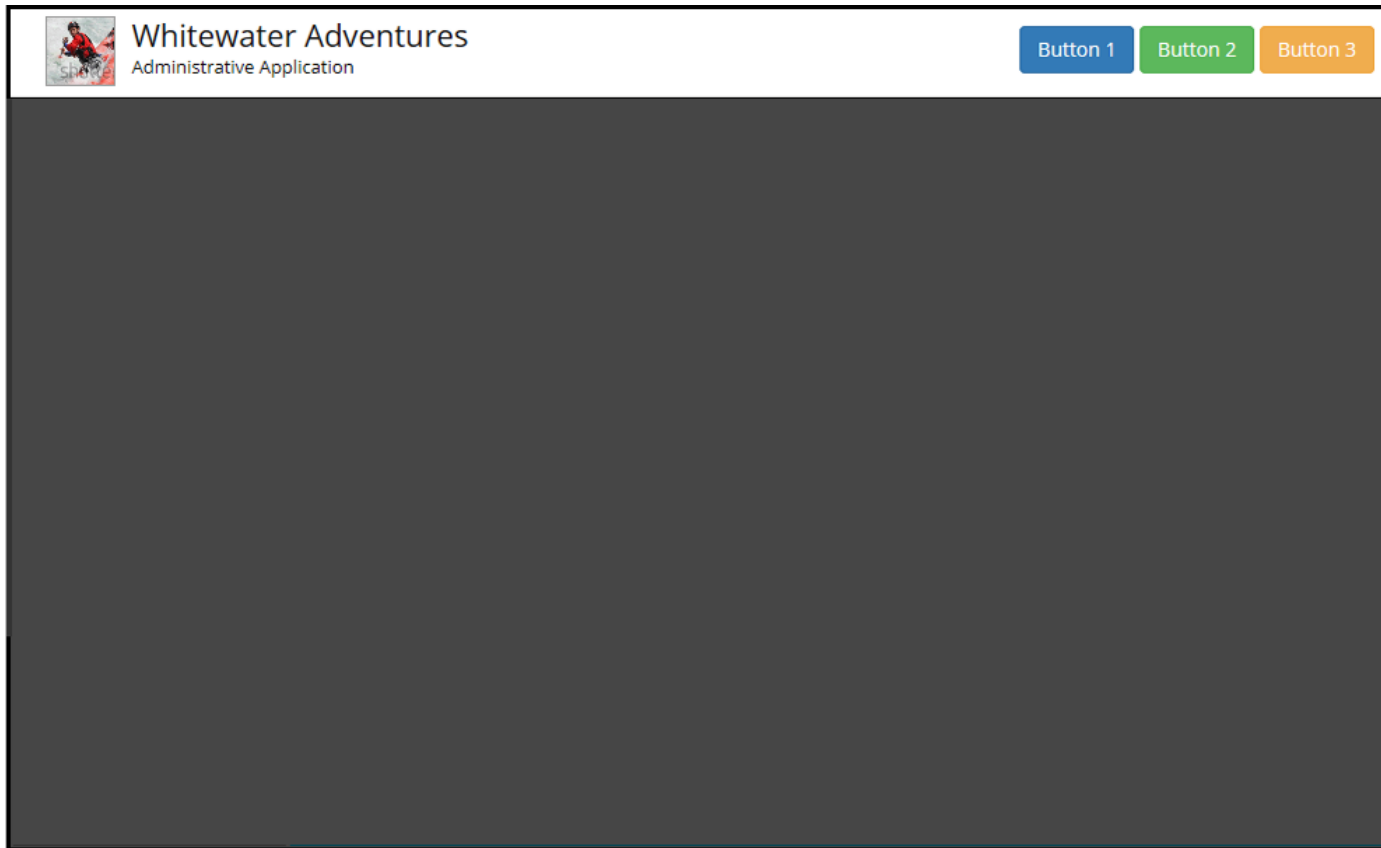 Whitewater Adventures
Administrative Application
Button 1
Button 2
Button 3